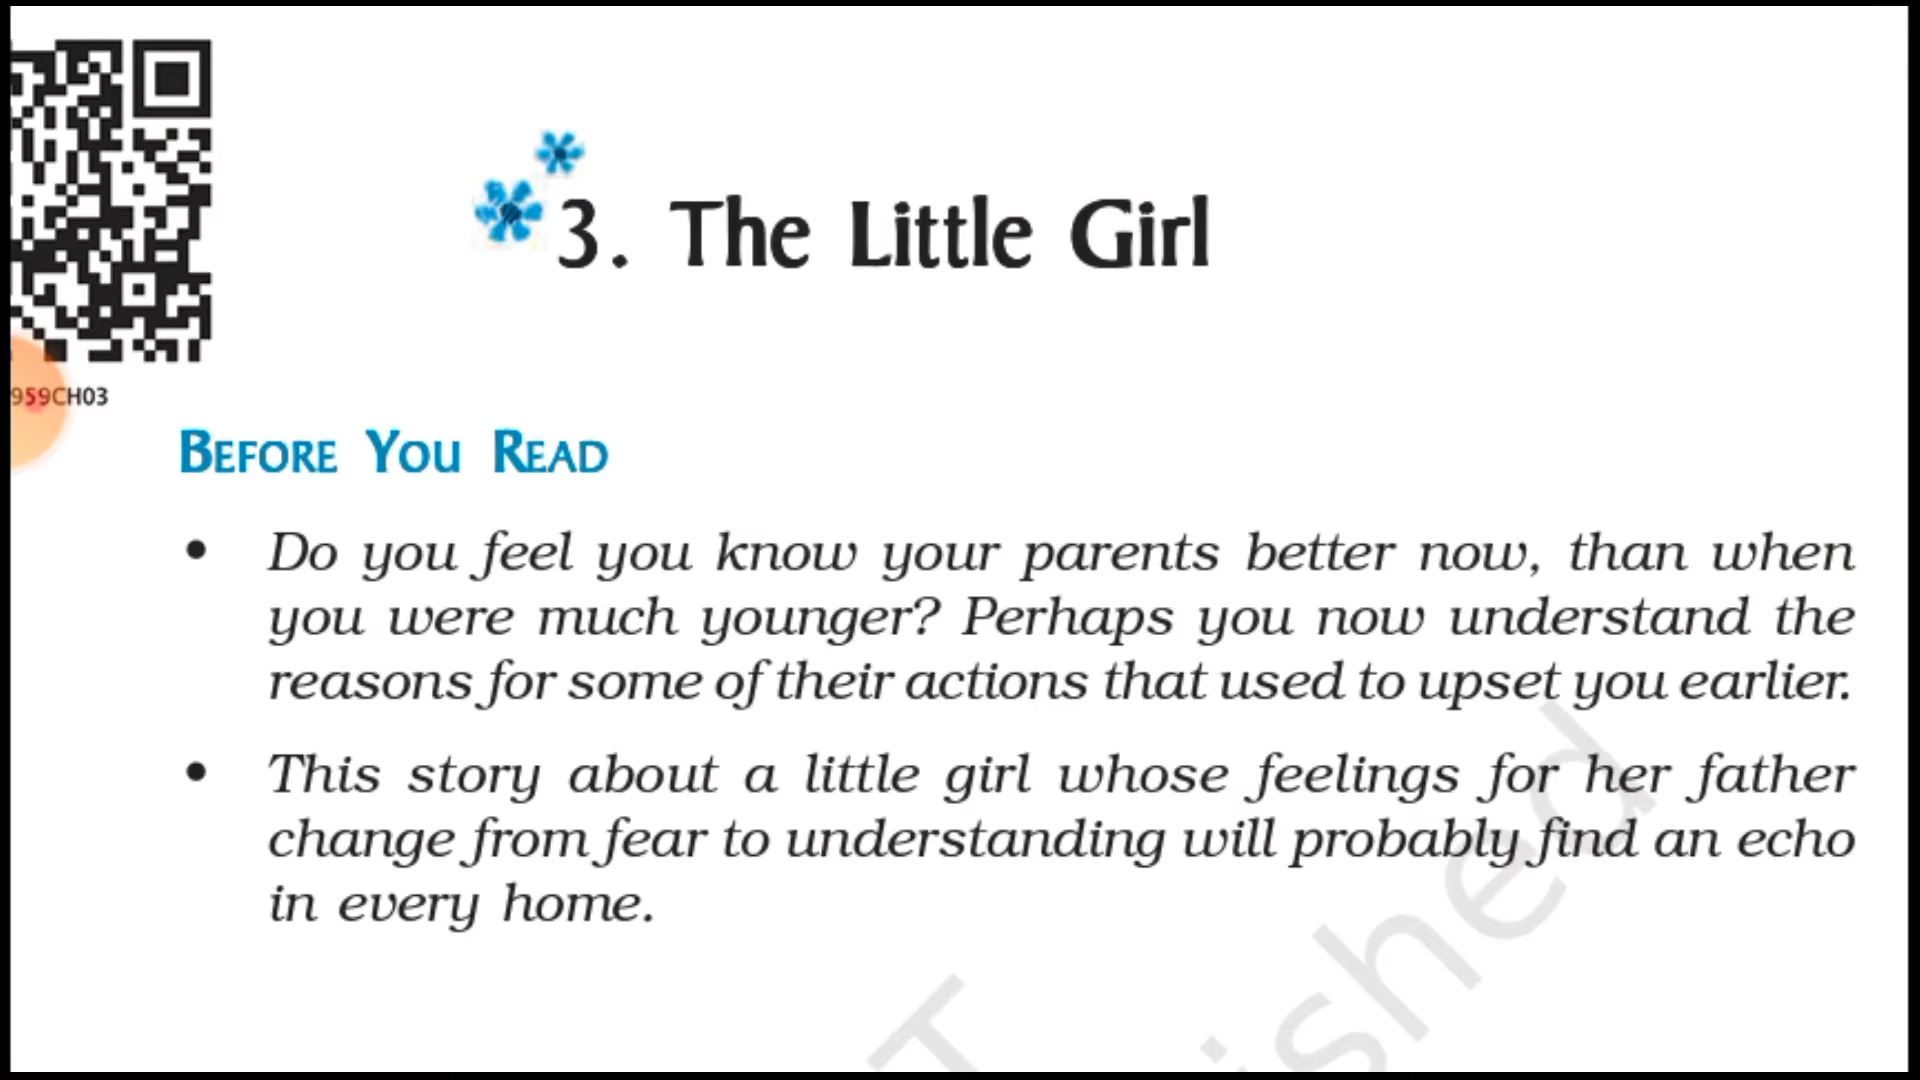 959CH03
3. The Little Girl
BEFORE YOU READ
• Do you feel you know your parents better now, than when
you were much younger? Perhaps you now understand the
reasons for some of their actions that used to upset you earlier.
• This story about a little girl whose feelings for her father
change from fear to understanding will probably find an echo
in every home.